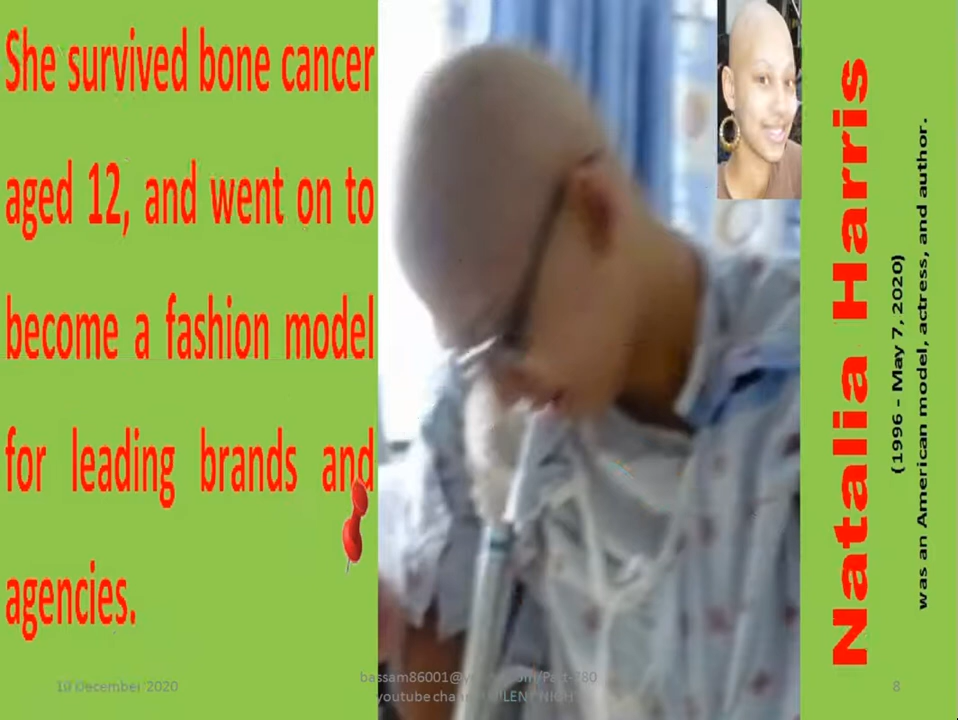 She survived bone cancer
aged 12, and went on to
become a fashion model
for leading brands and
agencies.
Natalia Harris
(1996 – May 7, 2020)
was an American model, actress, and author.
19 December 2020
8